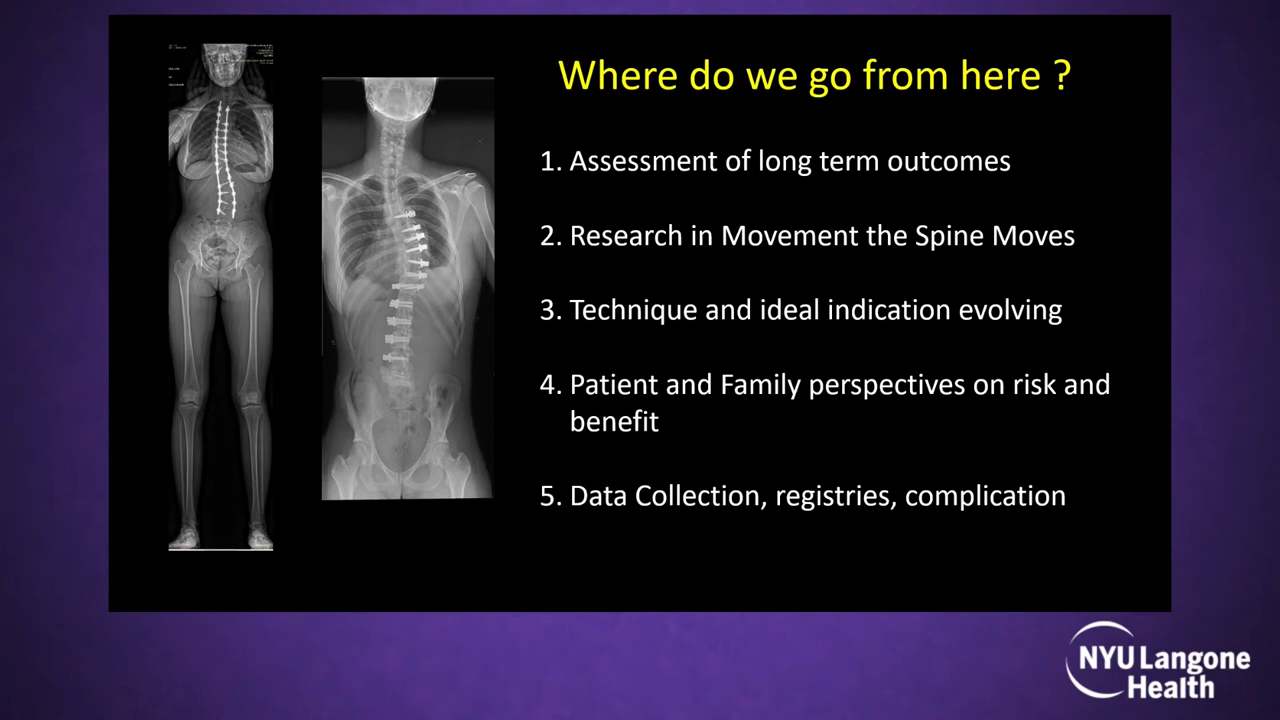 Where do we go from here ?
1. Assessment of long term outcomes
2. Research in Movement the Spine Moves
3. Technique and ideal indication evolving
4. Patient and Family perspectives on risk and
benefit
5. Data Collection, registries, complication
NYU Langone
Health